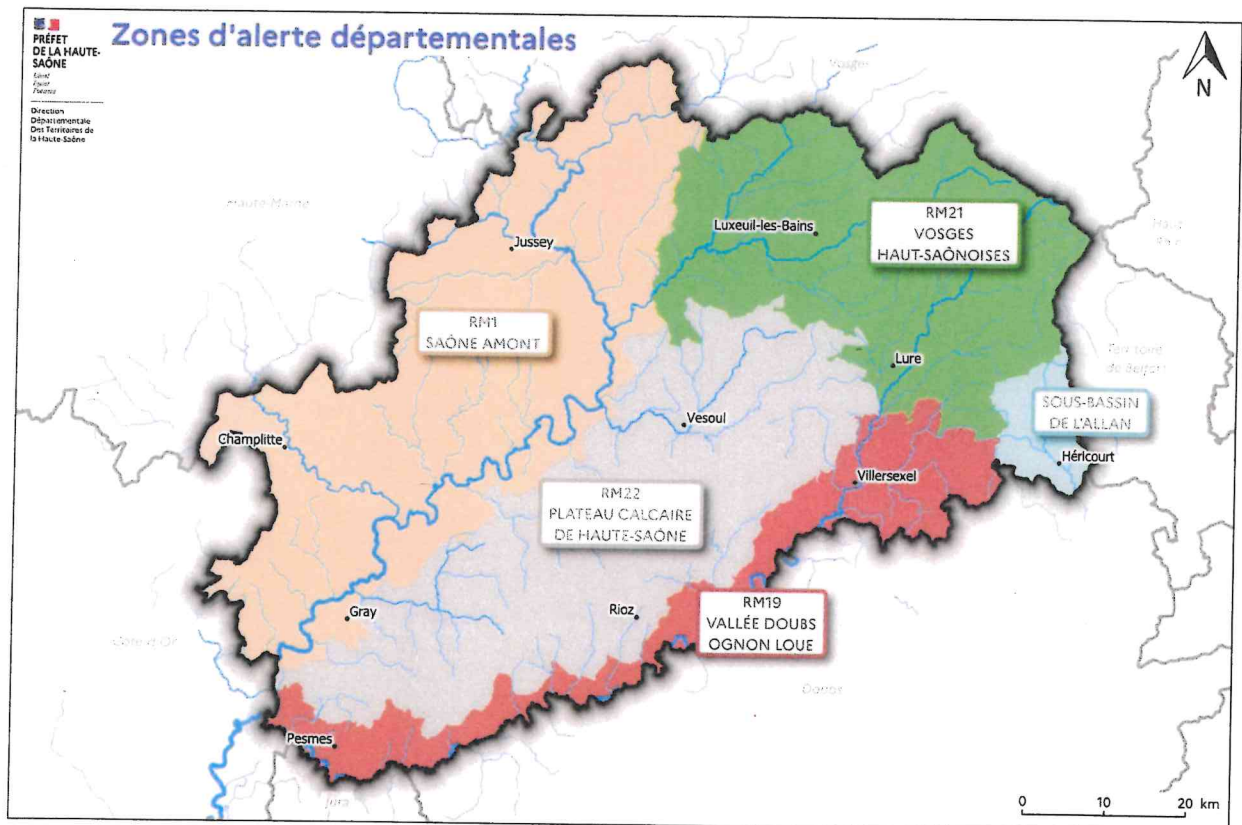 PRÉFET
DE LA HAUTE-
SAÔNE
Liberté
Égalité
Fraternité
Direction
Départementale
Des Territoires de
la Haute-Saône
Zones d'alerte départementales
N
Vosges
Haute-Marne
Jussey
Luxeuil-les-Bains
RM21
VOSGES
HAUT-SAÔNOISES
Haut
Rhin
RM1
SAÔNE AMONT
Lure
Territoire
de Belfort
SOUS-BASSIN
DE L'ALLAN
Vesoul
Champlitte
Héricourt
Villersexel
RM22
PLATEAU CALCAIRE
DE HAUTE-SAÔNE
Gray
Rioz
RM19
VALLÉE DOUBS
OGNON LOUE
Côte-d'Or
Doubs
Pesmes
Jura
0 10 20 km